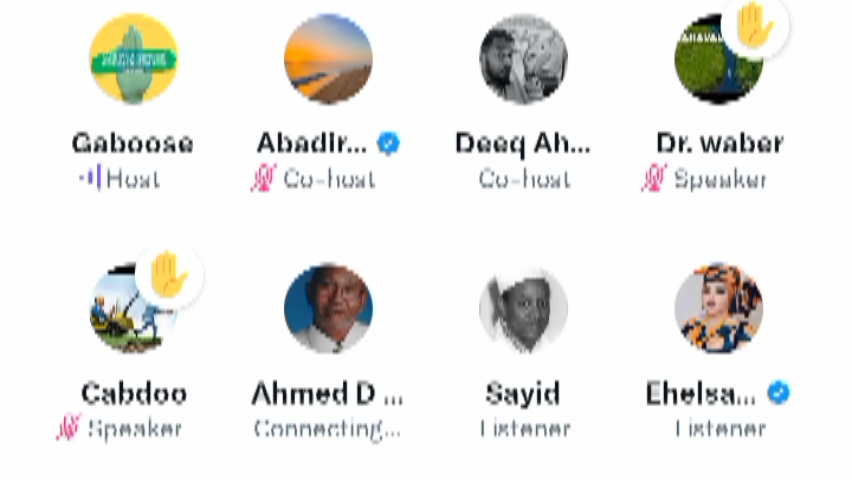 Gaboose
Abadir...
Deeq Ah...
Dr. waber
Host
Co-host
Co-host
Speaker
Cabdoo
Ahmed D ...
Sayid
Ehelsa...
Speaker
Connecting...
Listener
Listener